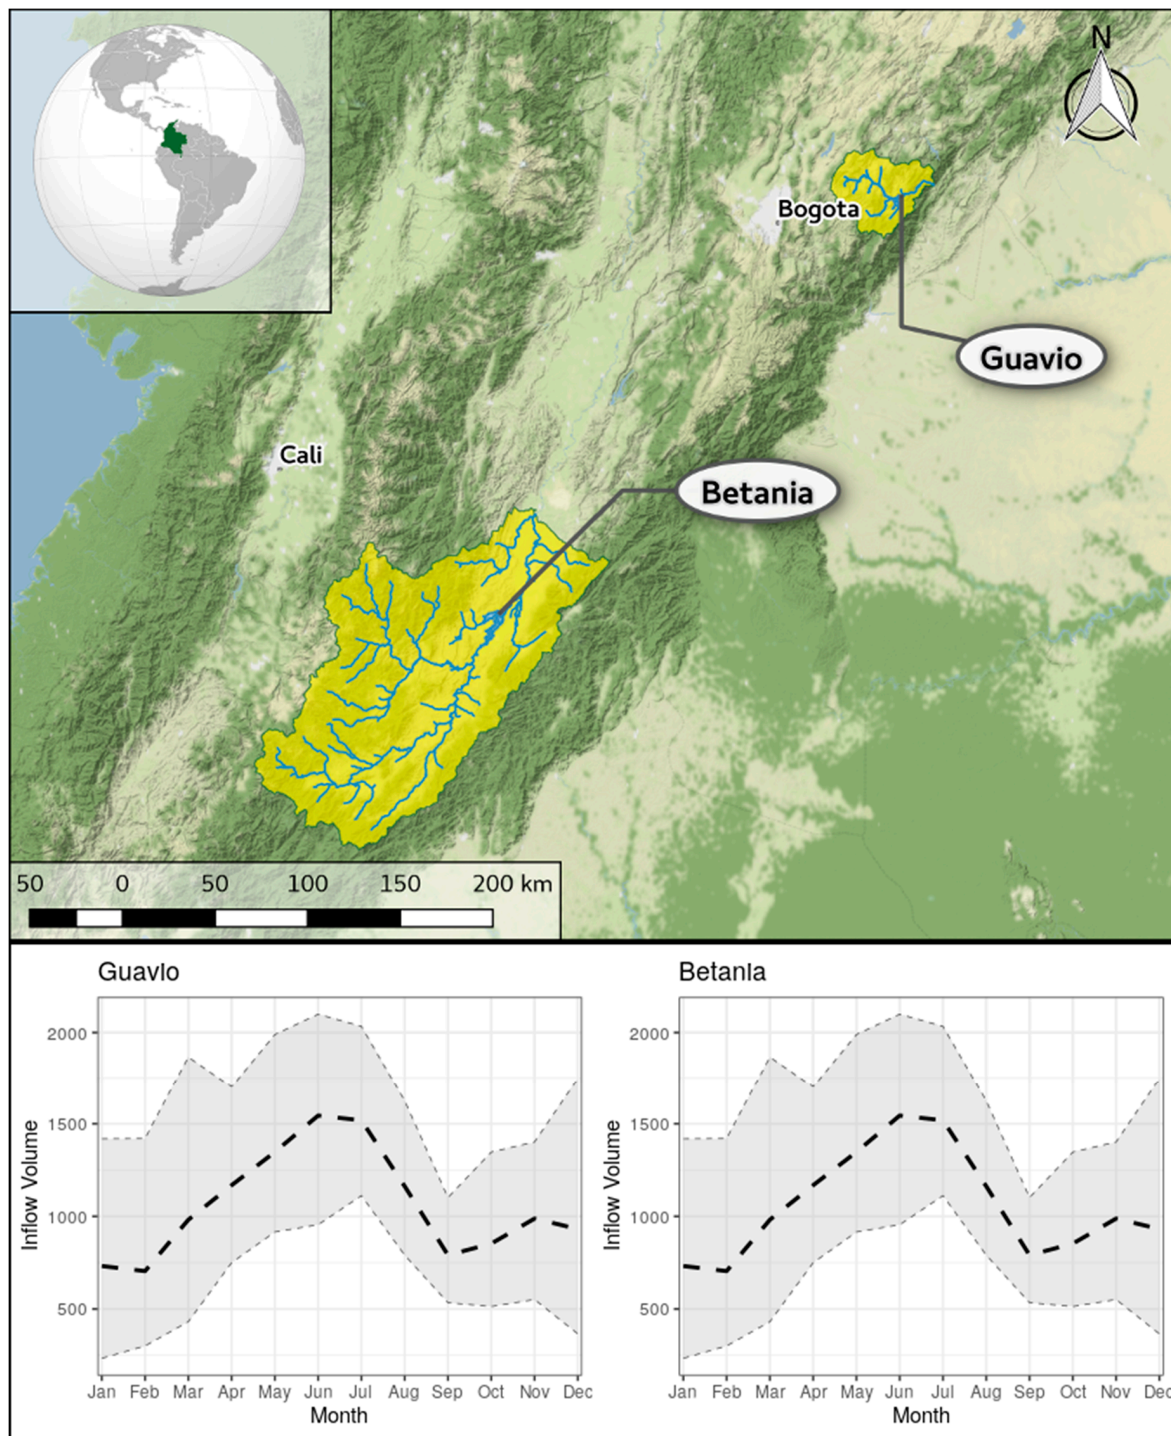 N
Bogota
Guavio
Cali
Betania
50 0 50 100 150 200 km
Guavio
2000
1500
1000
500
Inflow Volume
Jan Feb Mar Apr May Jun Jul Aug Sep Oct Nov Dec
Month
Betania
2000
1500
1000
500
Inflow Volume
Jan Feb Mar Apr May Jun Jul Aug Sep Oct Nov Dec
Month